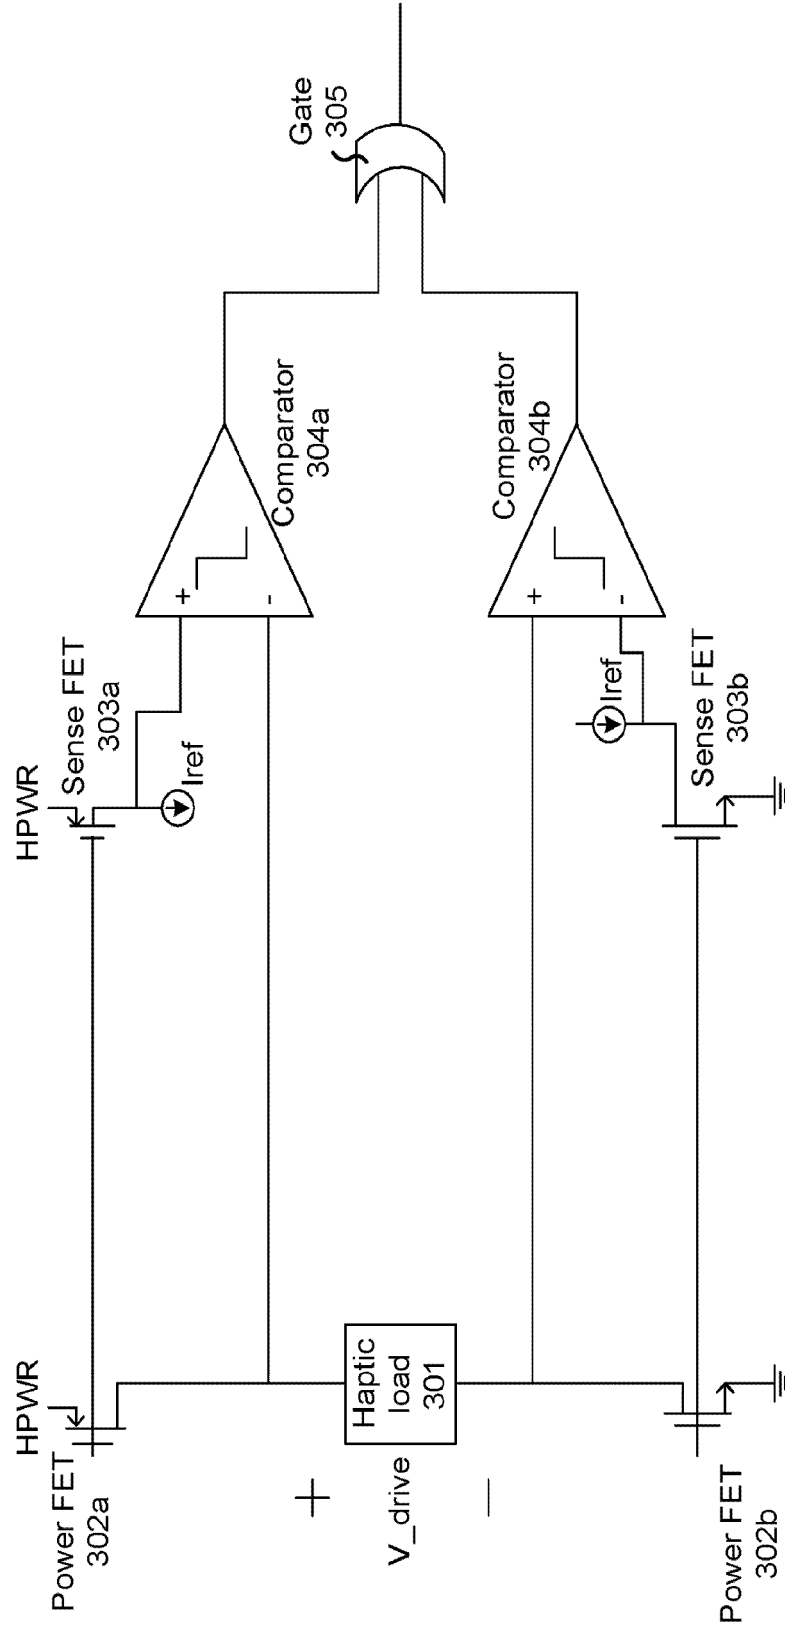 HPWR
Power FET
302a
+
V_drive
–
Haptic
load
301
Power FET
302b
HPWR
Sense FET
303a
Iref
Iref
Sense FET
303b
+
-
Comparator
304a
+
-
Comparator
304b
Gate
305